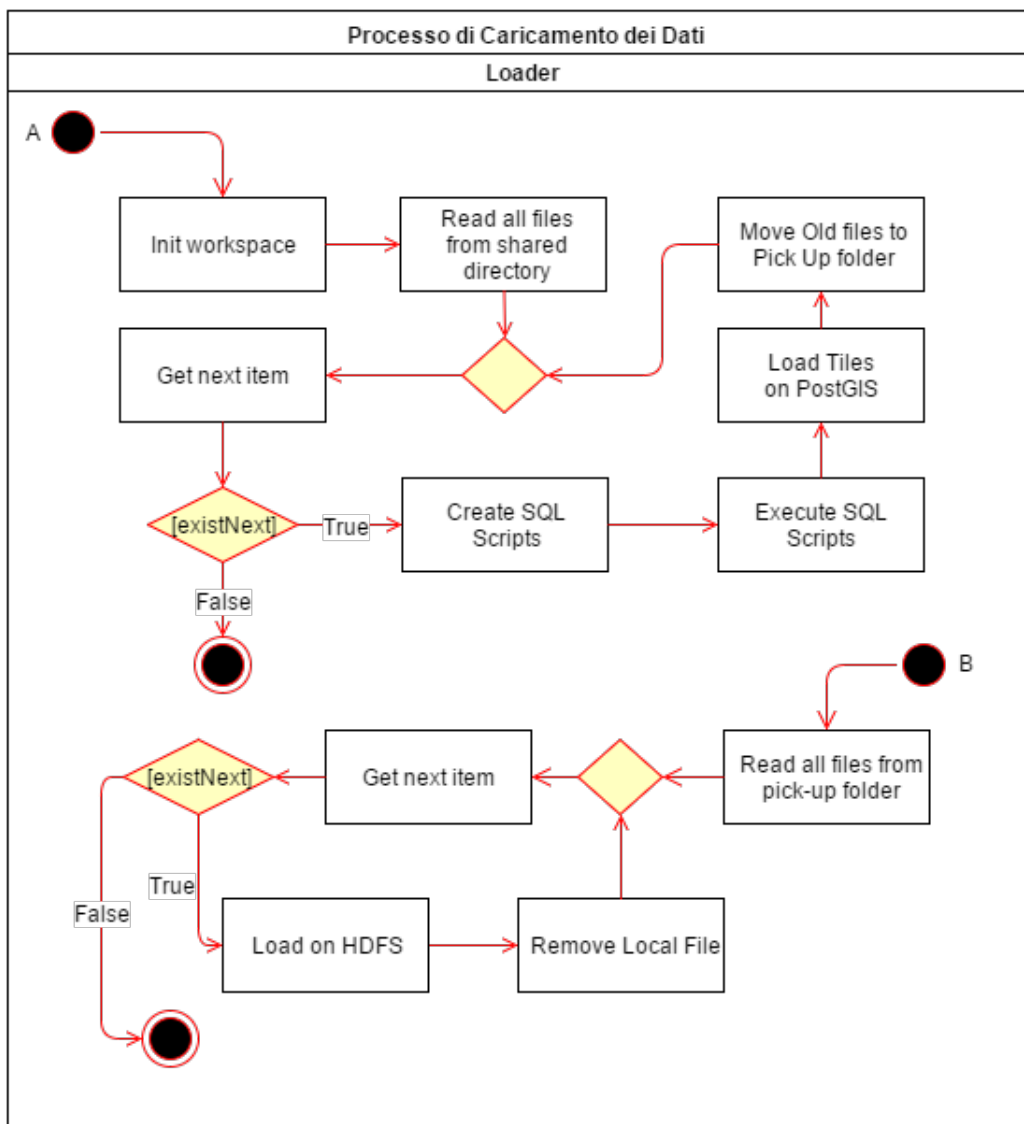 Processo di Caricamento dei Dati
Loader
A
Init workspace
Read all files
from shared
directory
Move Old files to
Pick Up folder
Get next item
Load Tiles
on PostGIS
[existNext]
True
Create SQL
Scripts
Execute SQL
Scripts
False
B
[existNext]
Get next item
Read all files from
pick-up folder
True
False
Load on HDFS
Remove Local File